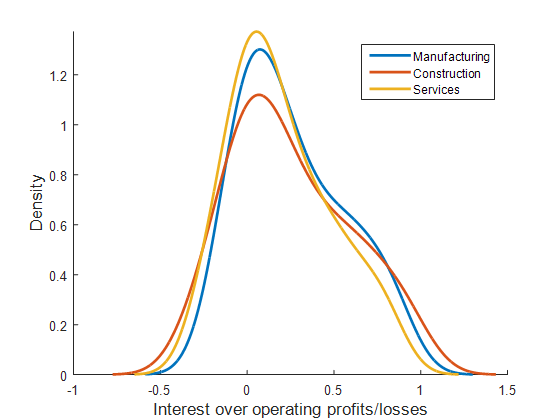 Manufacturing
Construction
Services
1.2
1
0.8
0.6
0.4
0.2
0
Density
-1
-0.5
0
0.5
1
1.5
Interest over operating profits/losses